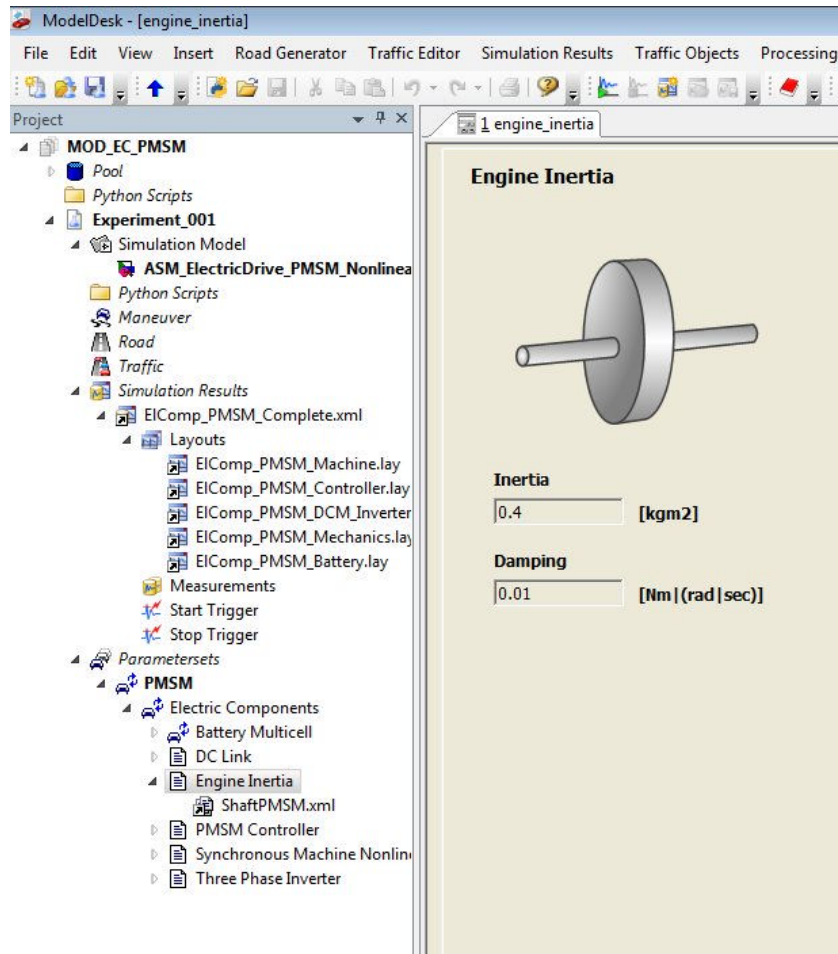 ModelDesk - [engine_inertia]
File Edit View Insert Road Generator Traffic Editor Simulation Results Traffic Objects Processing
Project
1 engine_inertia
MOD_EC_PMSM
Pool
Python Scripts
Experiment_001
Simulation Model
ASM_ElectricDrive_PMSM_Nonlinea
Python Scripts
Maneuver
Road
Traffic
Simulation Results
ElComp_PMSM_Complete.xml
Layouts
ElComp_PMSM_Machine.lay
ElComp_PMSM_Controller.lay
ElComp_PMSM_DCM_Inverter
ElComp_PMSM_Mechanics.lay
ElComp_PMSM_Battery.lay
Measurements
Start Trigger
Stop Trigger
Parametersets
PMSM
Electric Components
Battery Multicell
DC Link
Engine Inertia
ShaftPMSM.xml
PMSM Controller
Synchronous Machine Nonline
Three Phase Inverter
Engine Inertia
Inertia
0.4 [kgm2]
Damping
0.01 [Nm|(rad|sec)]